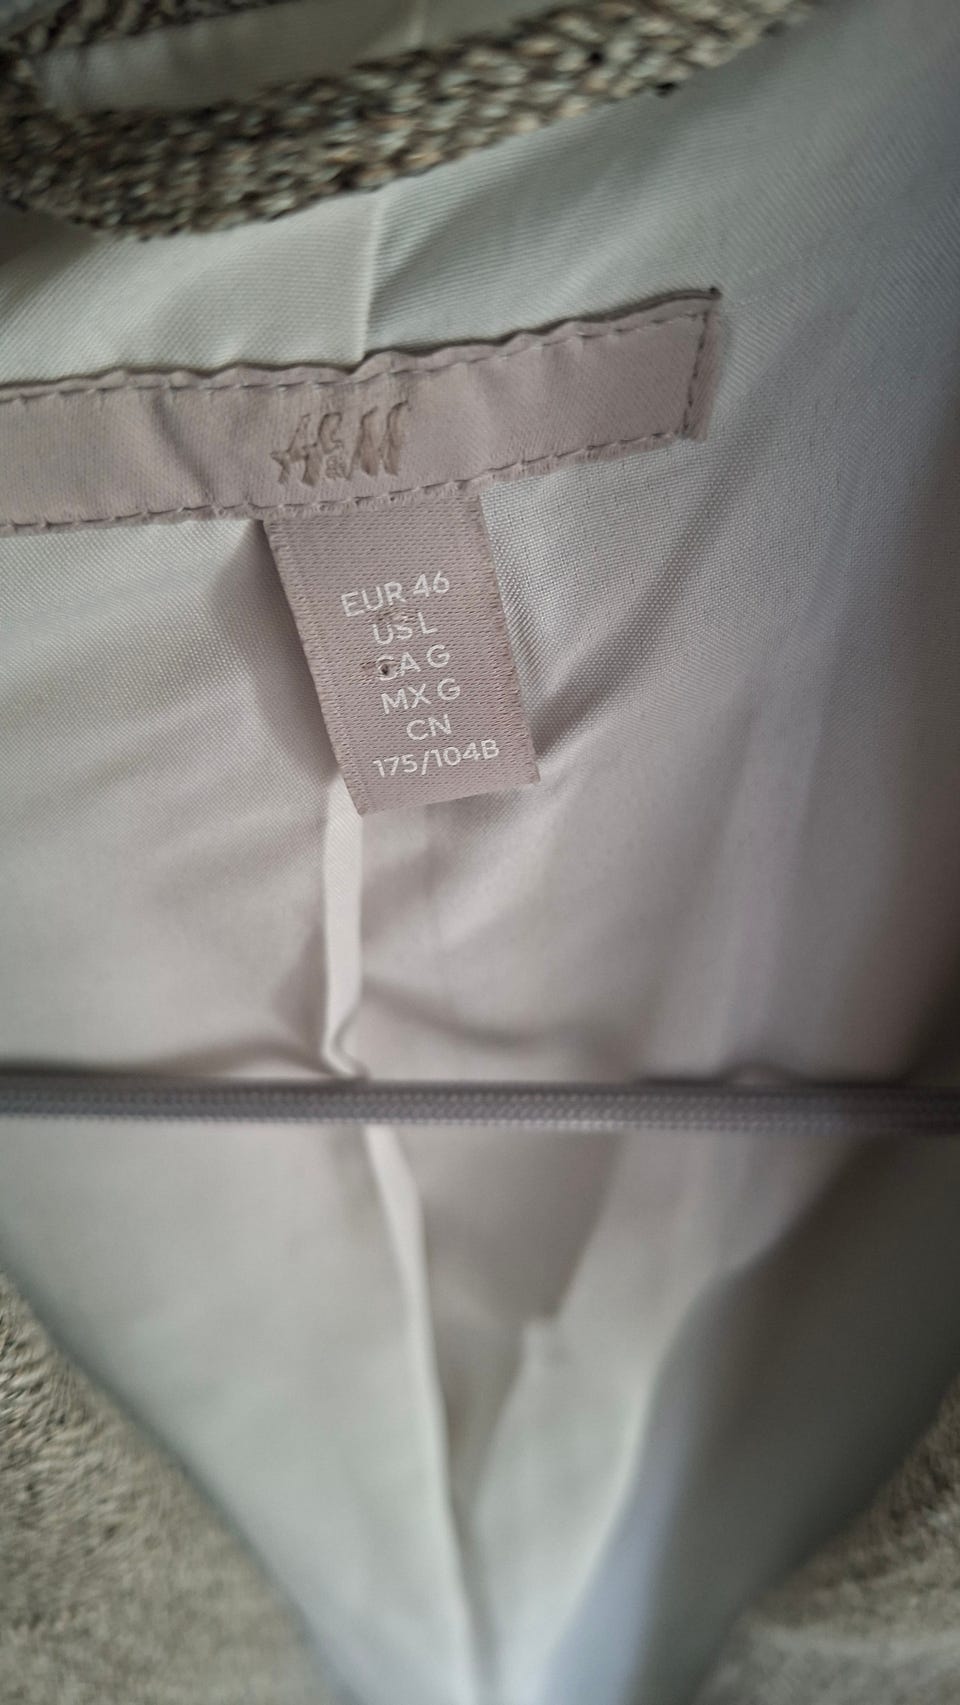 H&M
EUR 46
US L
CA G
MX G
CN
175/104B